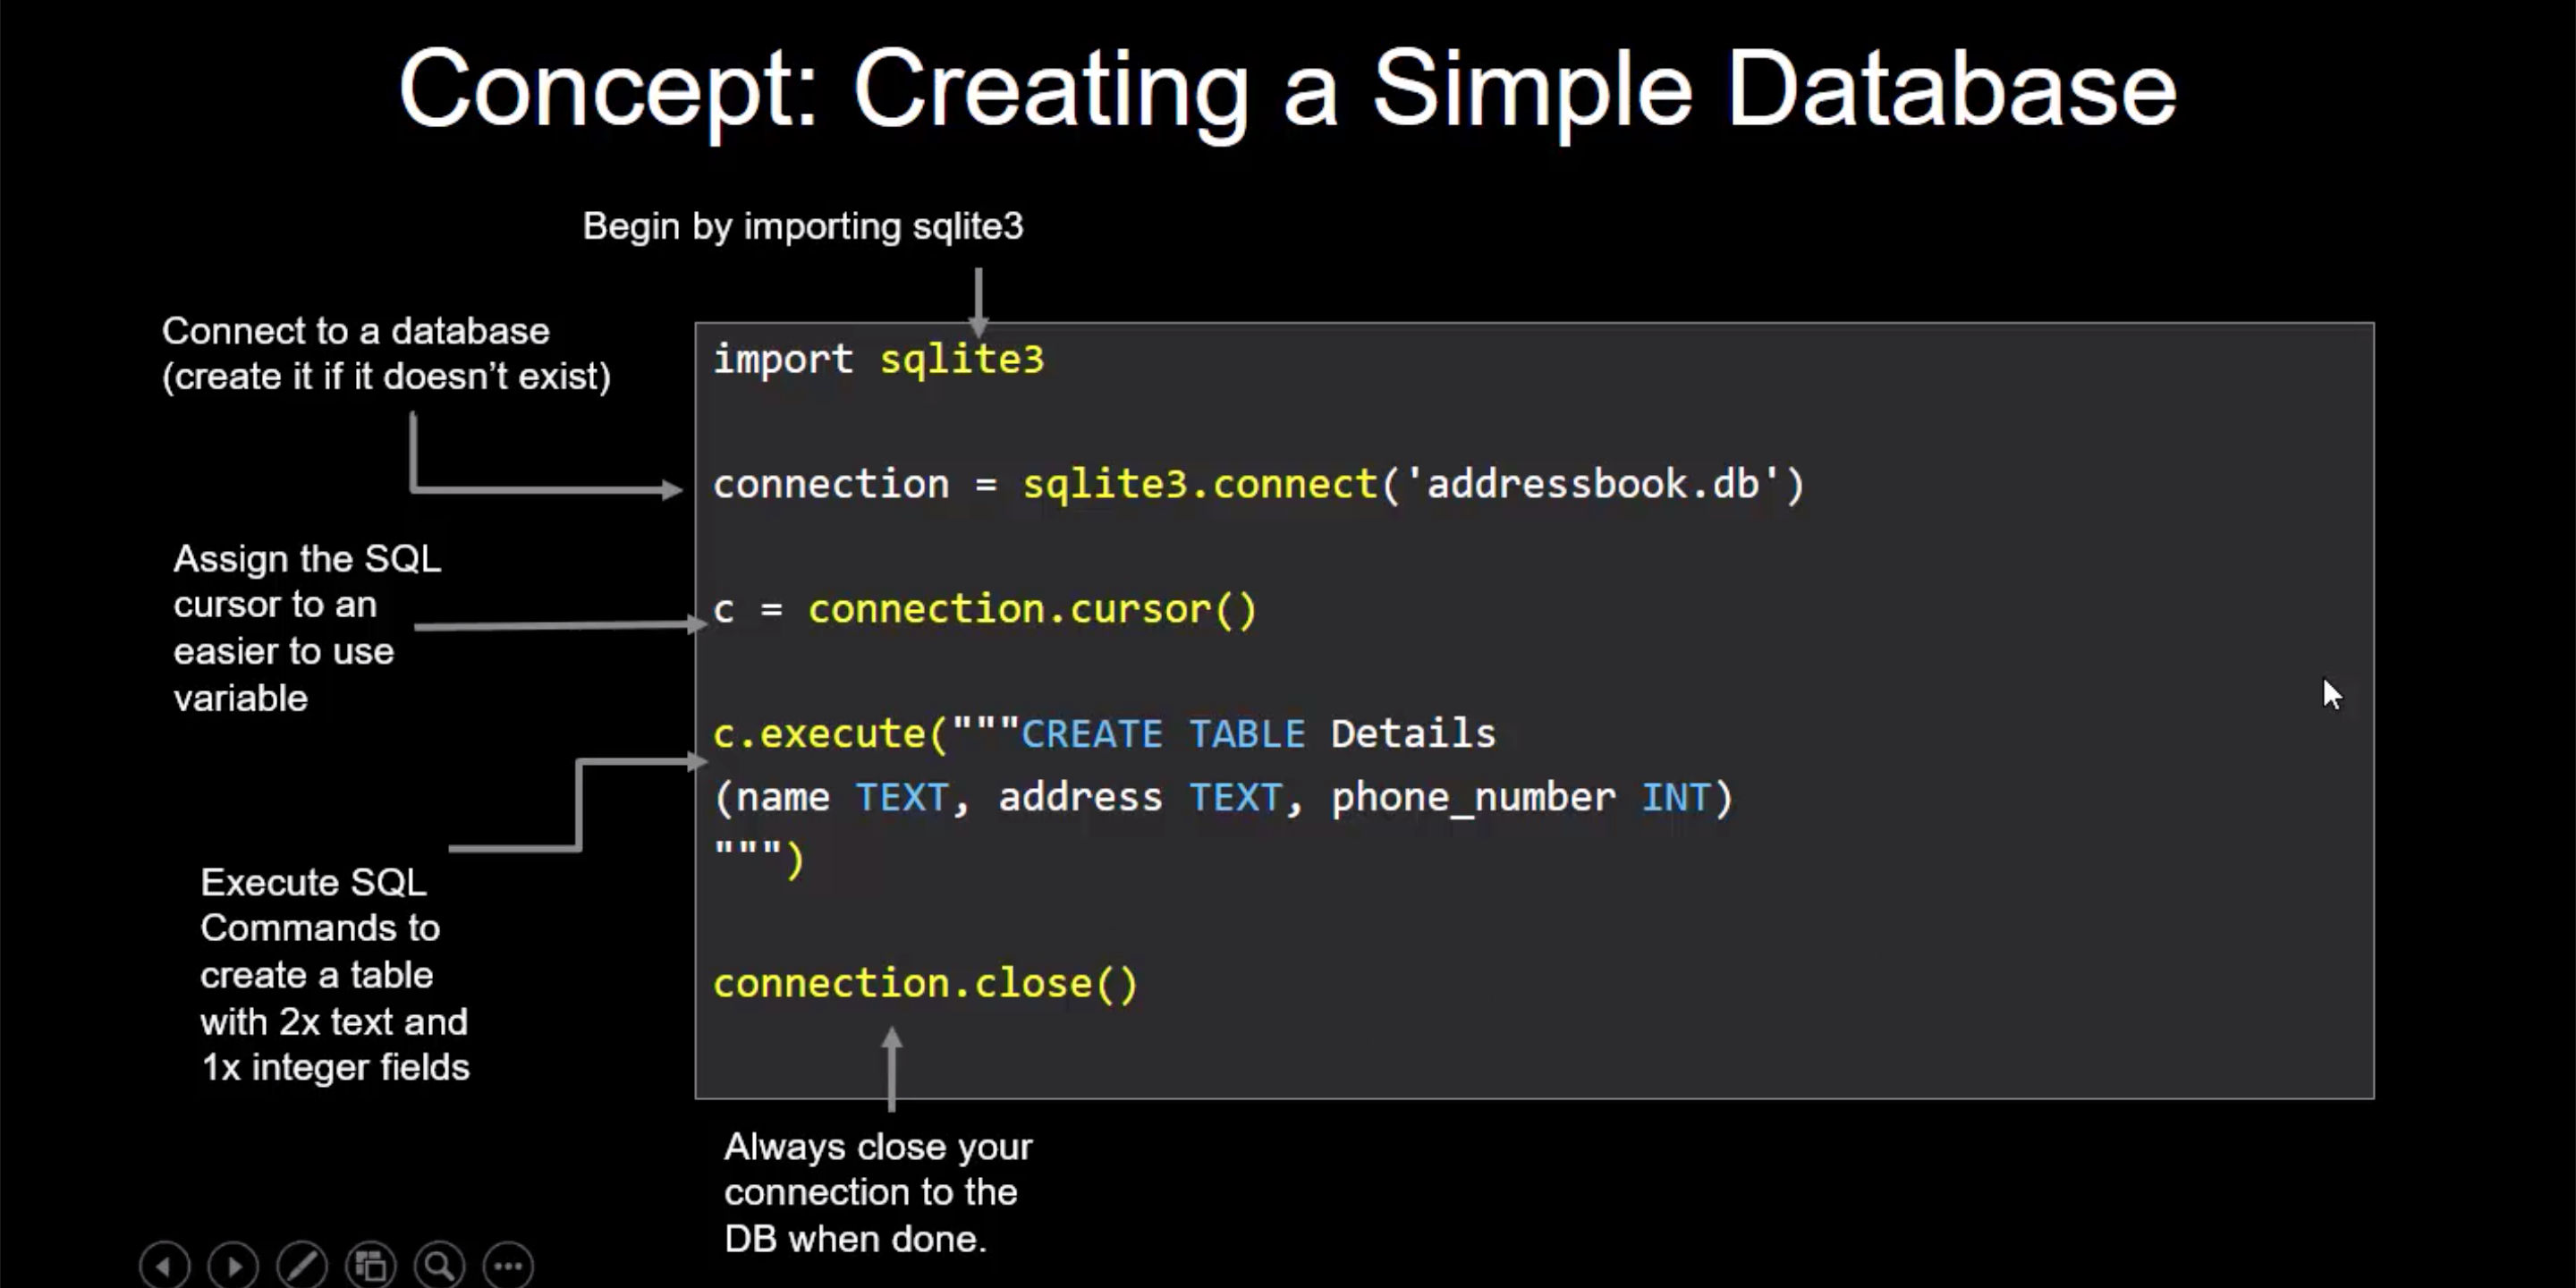 Concept: Creating a Simple Database
Begin by importing sqlite3
Connect to a database
(create it if it doesn’t exist)
import sqlite3
connection = sqlite3.connect('addressbook.db')
Assign the SQL
cursor to an
easier to use
variable
c = connection.cursor()
c.execute("""CREATE TABLE Details
(name TEXT, address TEXT, phone_number INT)
""")
Execute SQL
Commands to
create a table
with 2x text and
1x integer fields
connection.close()
Always close your
connection to the
DB when done.